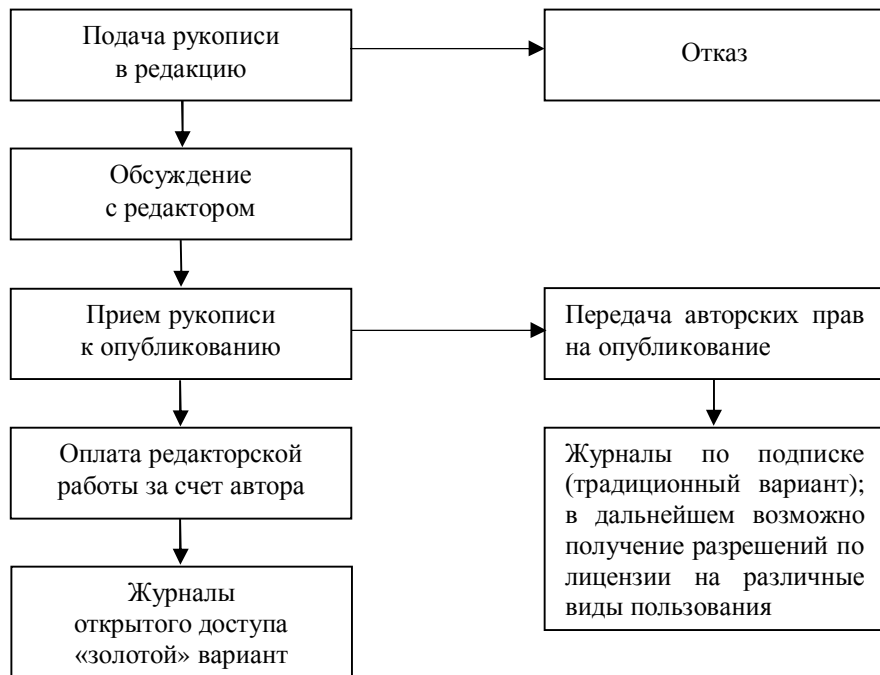 Подача рукописи
в редакцию
Отказ
Обсуждение
с редактором
Прием рукописи
к опубликованию
Передача авторских прав
на опубликование
Оплата редакторской
работы за счет автора
Журналы по подписке
(традиционный вариант);
в дальнейшем возможно
получение разрешений по
лицензии на различные
виды пользования
Журналы
открытого доступа
«золотой» вариант